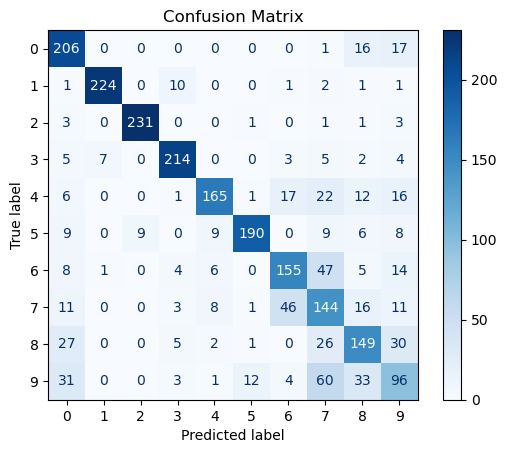 Confusion Matrix
0 206 0 0 0 0 0 0 1 16 17
1 1 224 0 10 0 0 1 2 1 1
2 3 0 231 0 0 1 0 1 1 3
3 5 7 0 214 0 0 3 5 2 4
4 6 0 0 1 165 1 17 22 12 16
5 9 0 9 0 9 190 0 9 6 8
6 8 1 0 4 6 0 155 47 5 14
7 11 0 0 3 8 1 46 144 16 11
8 27 0 0 5 2 1 0 26 149 30
9 31 0 0 3 1 12 4 60 33 96
0 1 2 3 4 5 6 7 8 9
Predicted label
True label
200
150
100
50
0